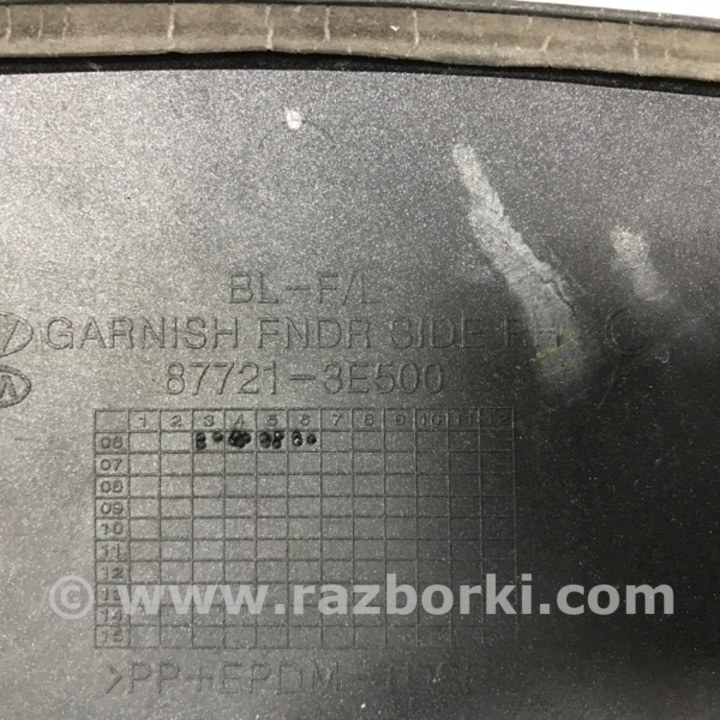 BL-F/L
GARNISH FNDR SIDE RH
87721-3E500
1 2 3 4 5 6 7 8 9 10 11 12
06
07
08
09
10
11
12
© www.razborki.com
15
>PP+EPDM-